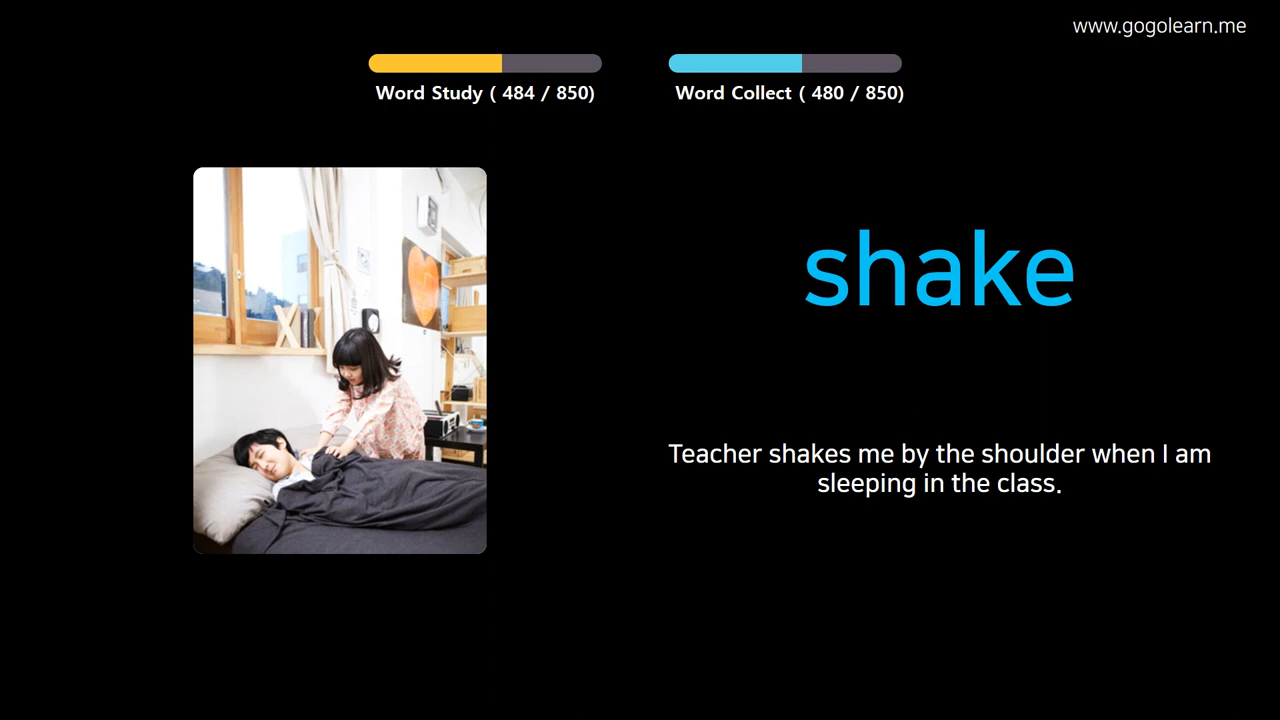 www.gogolearn.me
Word Study ( 484 / 850)
Word Collect ( 480 / 850)
shake
Teacher shakes me by the shoulder when I am
sleeping in the class.